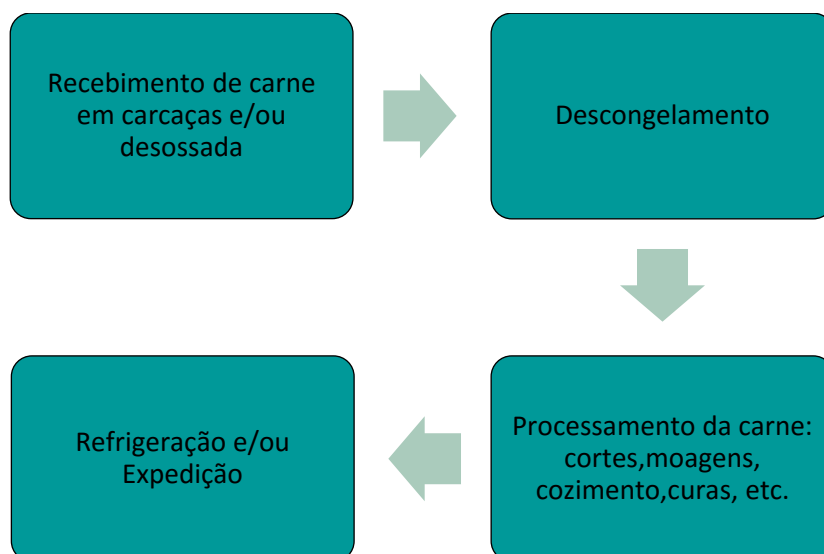 Recebimento de carne
em carcaças e/ou
desossada
Descongelamento
Processamento da carne:
cortes,moagens,
cozimento,curas, etc.
Refrigeração e/ou
Expedição